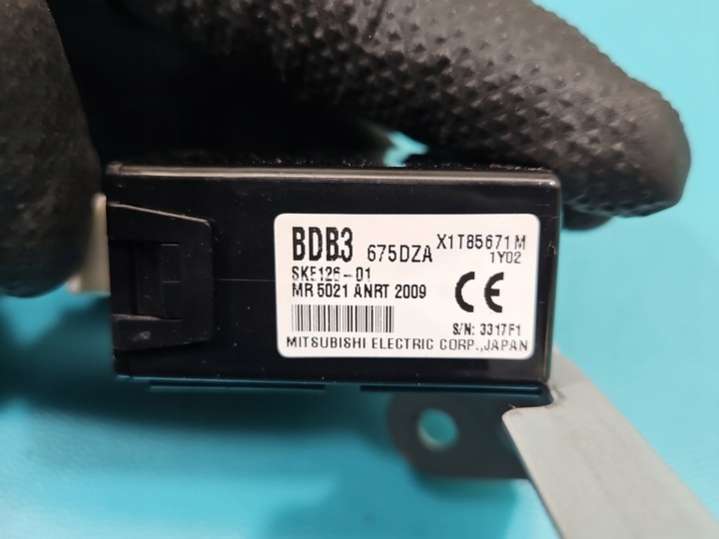 BDB3 675DZA X1T85671M
1Y02
SKE126-01
MR 5021 ANRT 2009
CE
S/N: 3317F1
MITSUBISHI ELECTRIC CORP.,JAPAN